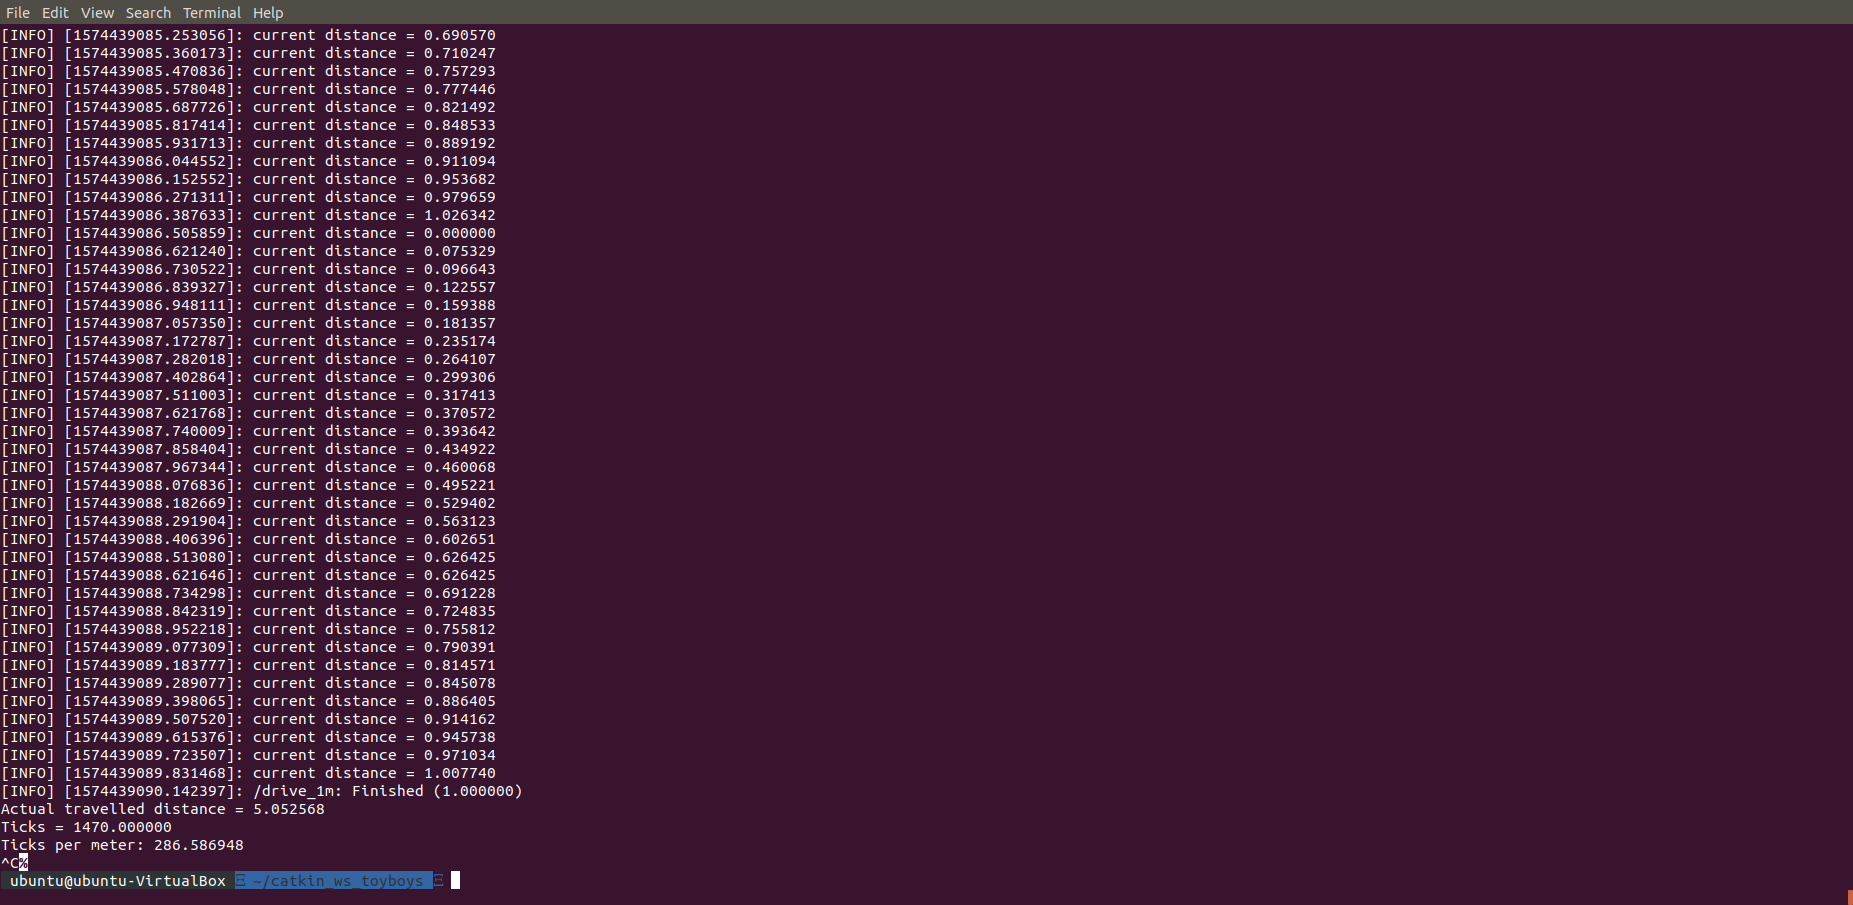 File Edit View Search Terminal Help
[INFO] [1574439085.253056]: current distance = 0.690570
[INFO] [1574439085.360173]: current distance = 0.710247
[INFO] [1574439085.470836]: current distance = 0.757293
[INFO] [1574439085.578048]: current distance = 0.777446
[INFO] [1574439085.687726]: current distance = 0.821492
[INFO] [1574439085.817414]: current distance = 0.848533
[INFO] [1574439085.931713]: current distance = 0.889192
[INFO] [1574439086.044552]: current distance = 0.911094
[INFO] [1574439086.152552]: current distance = 0.953682
[INFO] [1574439086.271311]: current distance = 0.979659
[INFO] [1574439086.387633]: current distance = 1.026342
[INFO] [1574439086.505859]: current distance = 0.000000
[INFO] [1574439086.621240]: current distance = 0.075329
[INFO] [1574439086.730522]: current distance = 0.096643
[INFO] [1574439086.839327]: current distance = 0.122557
[INFO] [1574439086.948111]: current distance = 0.159388
[INFO] [1574439087.057350]: current distance = 0.181357
[INFO] [1574439087.172787]: current distance = 0.235174
[INFO] [1574439087.282018]: current distance = 0.264107
[INFO] [1574439087.402864]: current distance = 0.299306
[INFO] [1574439087.511003]: current distance = 0.317413
[INFO] [1574439087.621768]: current distance = 0.370572
[INFO] [1574439087.740009]: current distance = 0.393642
[INFO] [1574439087.858404]: current distance = 0.434922
[INFO] [1574439087.967344]: current distance = 0.460068
[INFO] [1574439088.076836]: current distance = 0.495221
[INFO] [1574439088.182669]: current distance = 0.529402
[INFO] [1574439088.291904]: current distance = 0.563123
[INFO] [1574439088.406396]: current distance = 0.602651
[INFO] [1574439088.513080]: current distance = 0.626425
[INFO] [1574439088.621646]: current distance = 0.626425
[INFO] [1574439088.734298]: current distance = 0.691228
[INFO] [1574439088.842319]: current distance = 0.724835
[INFO] [1574439088.952218]: current distance = 0.755812
[INFO] [1574439089.077309]: current distance = 0.790391
[INFO] [1574439089.183777]: current distance = 0.814571
[INFO] [1574439089.289077]: current distance = 0.845078
[INFO] [1574439089.398065]: current distance = 0.886405
[INFO] [1574439089.507520]: current distance = 0.914162
[INFO] [1574439089.615376]: current distance = 0.945738
[INFO] [1574439089.723507]: current distance = 0.971034
[INFO] [1574439089.831468]: current distance = 1.007740
[INFO] [1574439090.142397]: /drive_1m: Finished (1.000000)
Actual travelled distance = 5.052568
Ticks = 1470.000000
Ticks per meter: 286.586948
^C%
ubuntu@ubuntu-VirtualBox Ξ ~/catkin_ws_toyboys Ξ